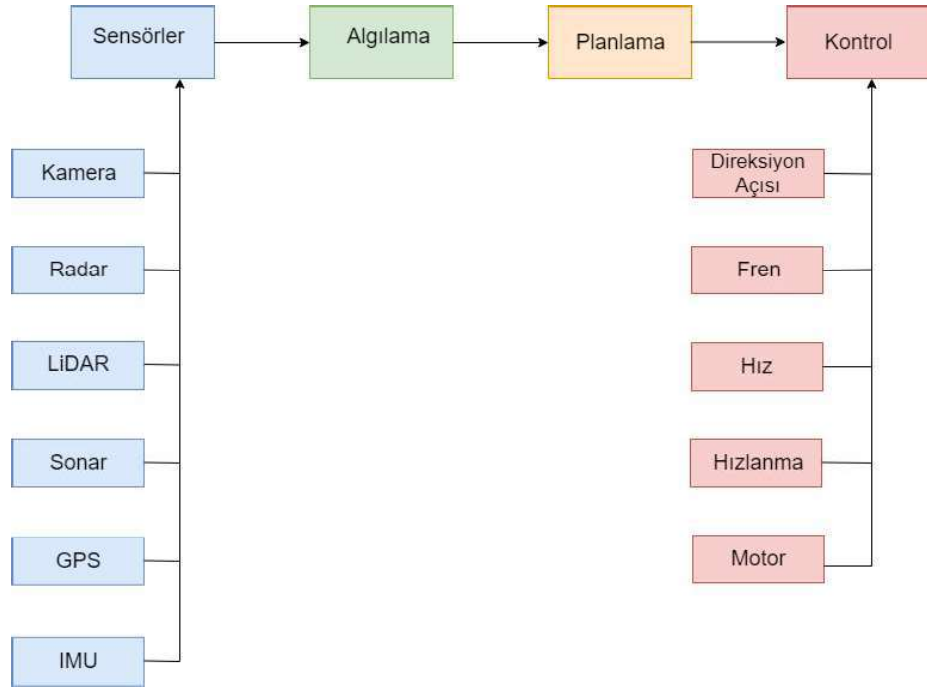 Sensörler
Algılama
Planlama
Kontrol
Kamera
Radar
LiDAR
Sonar
GPS
IMU
Direksiyon
Açısı
Fren
Hız
Hızlanma
Motor